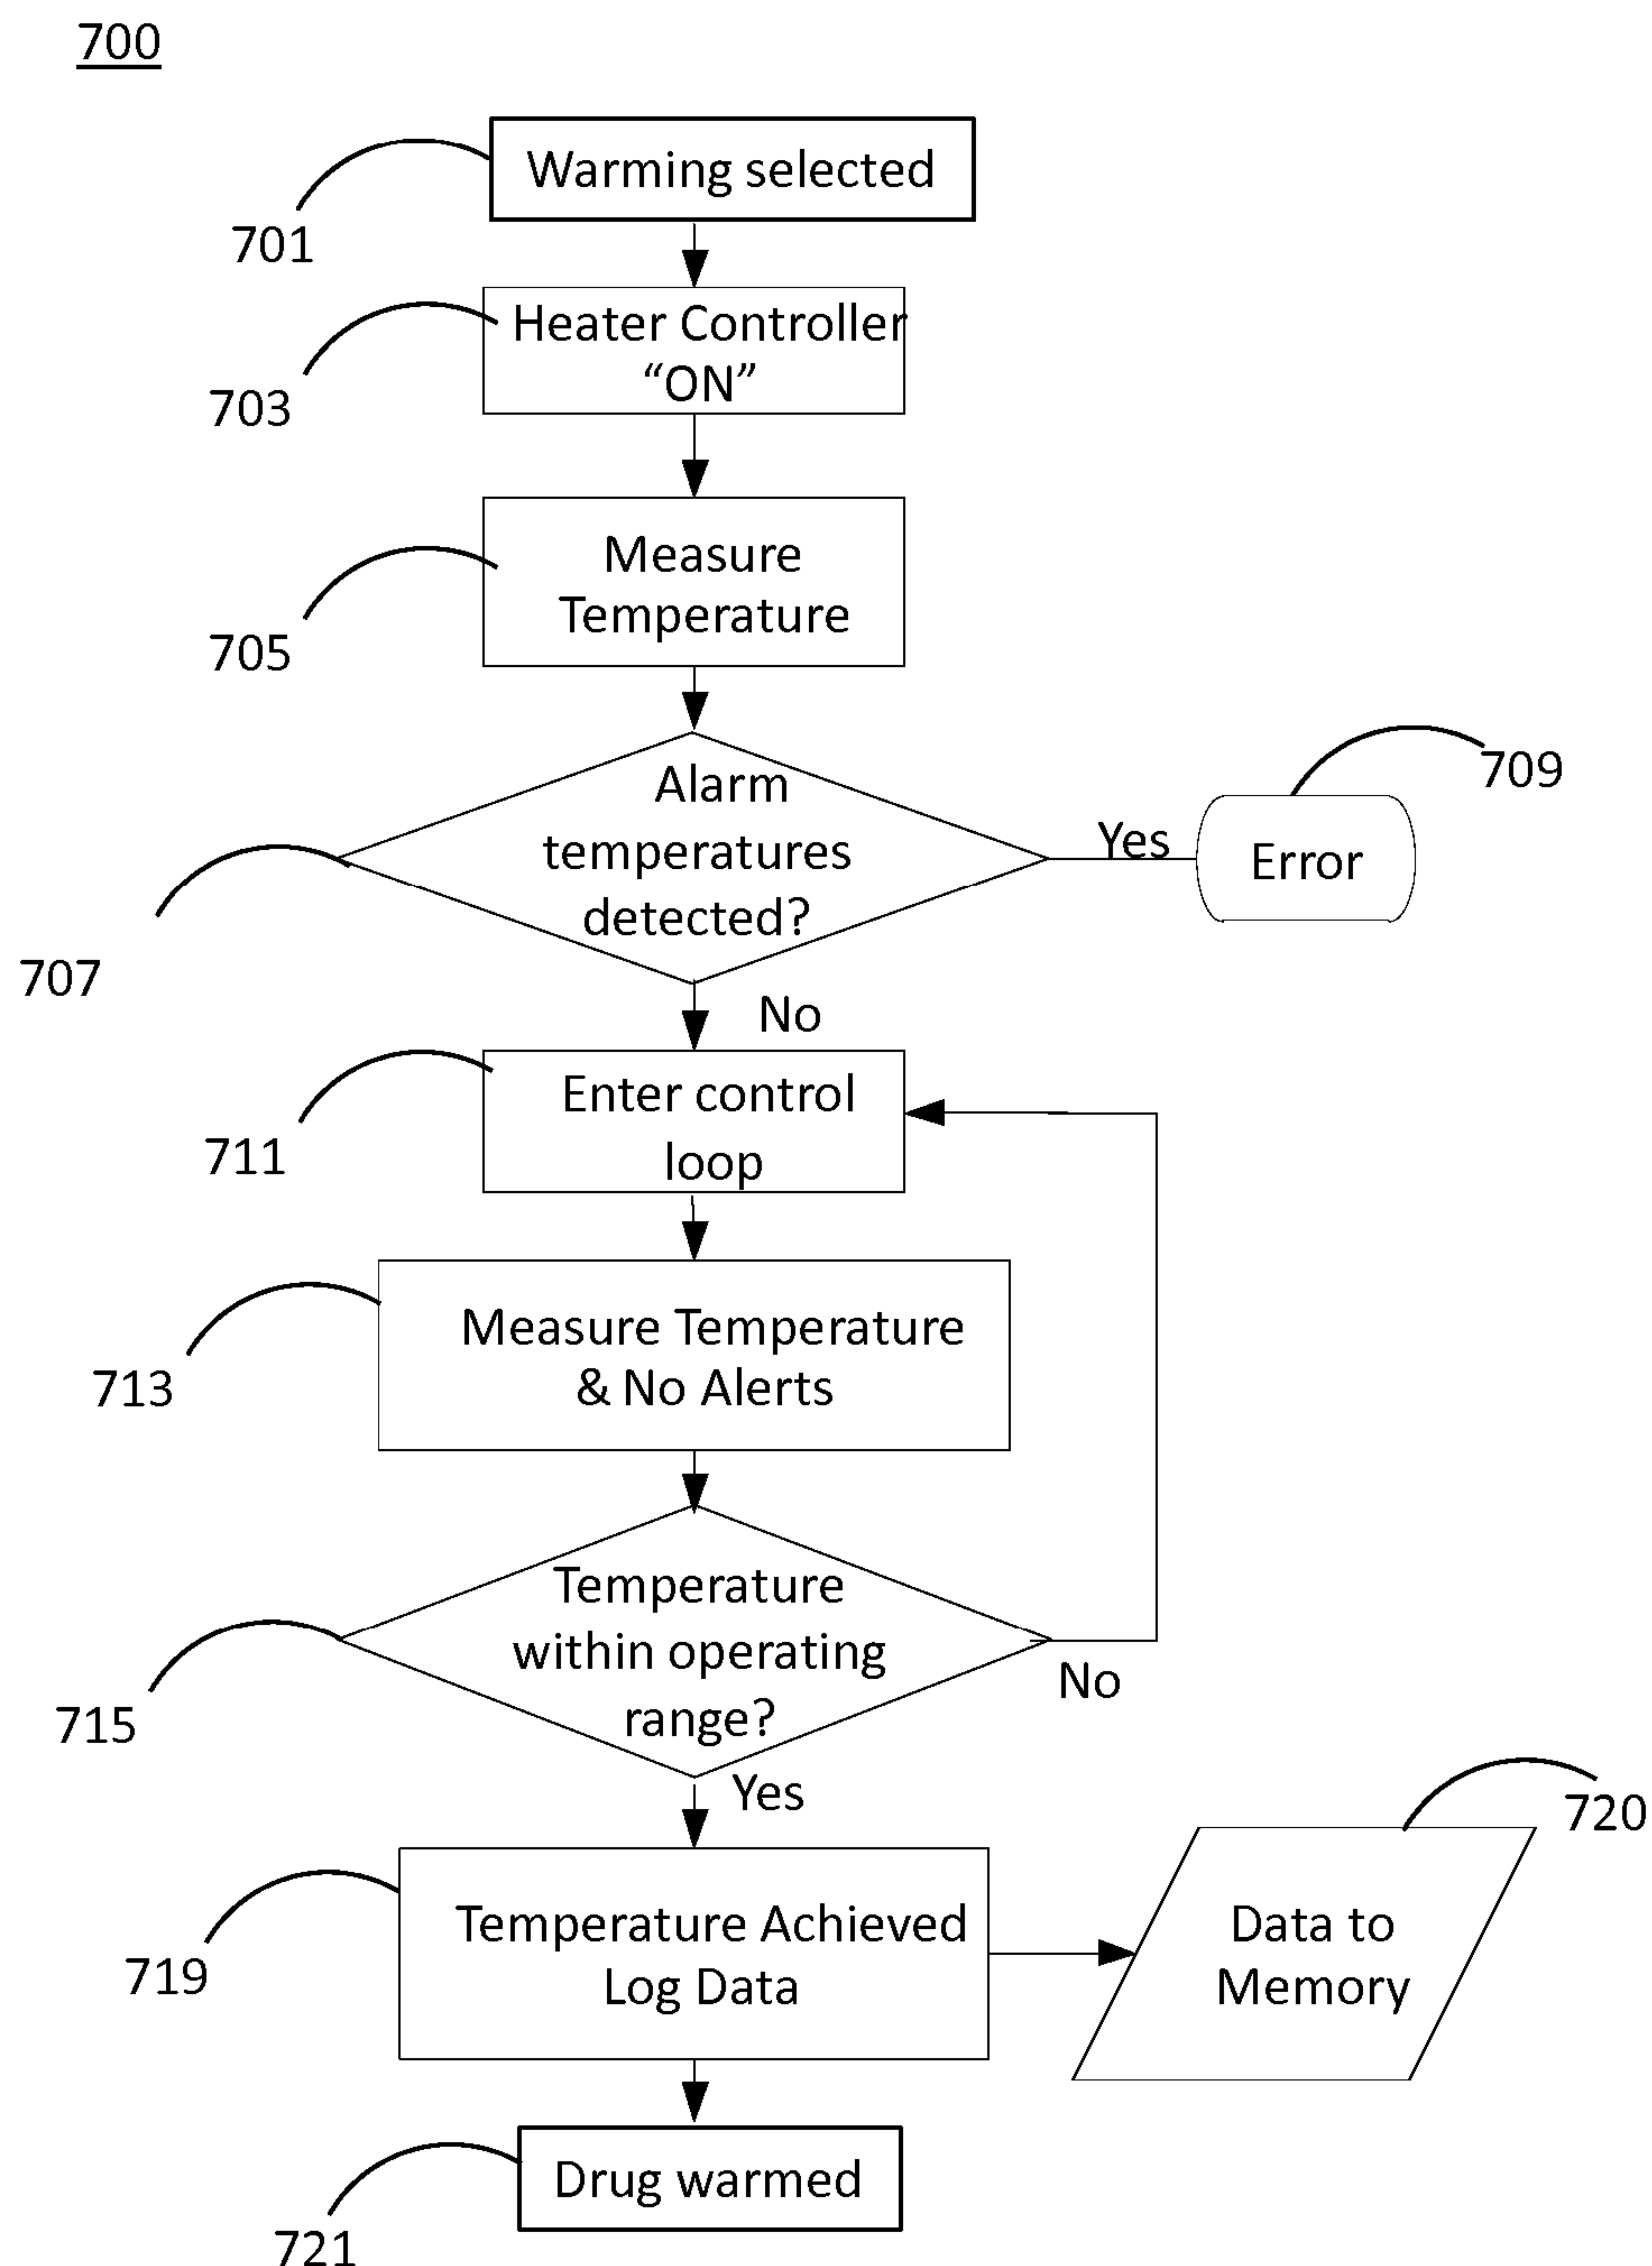 700
Warming selected
701
Heater Controller
“ON”
703
Measure
Temperature
705
Alarm
temperatures
detected?
707
Yes
Error
709
No
Enter control
loop
711
Measure Temperature
& No Alerts
713
Temperature
within operating
range?
715
No
Yes
Temperature Achieved
Log Data
719
Data to
Memory
720
Drug warmed
721